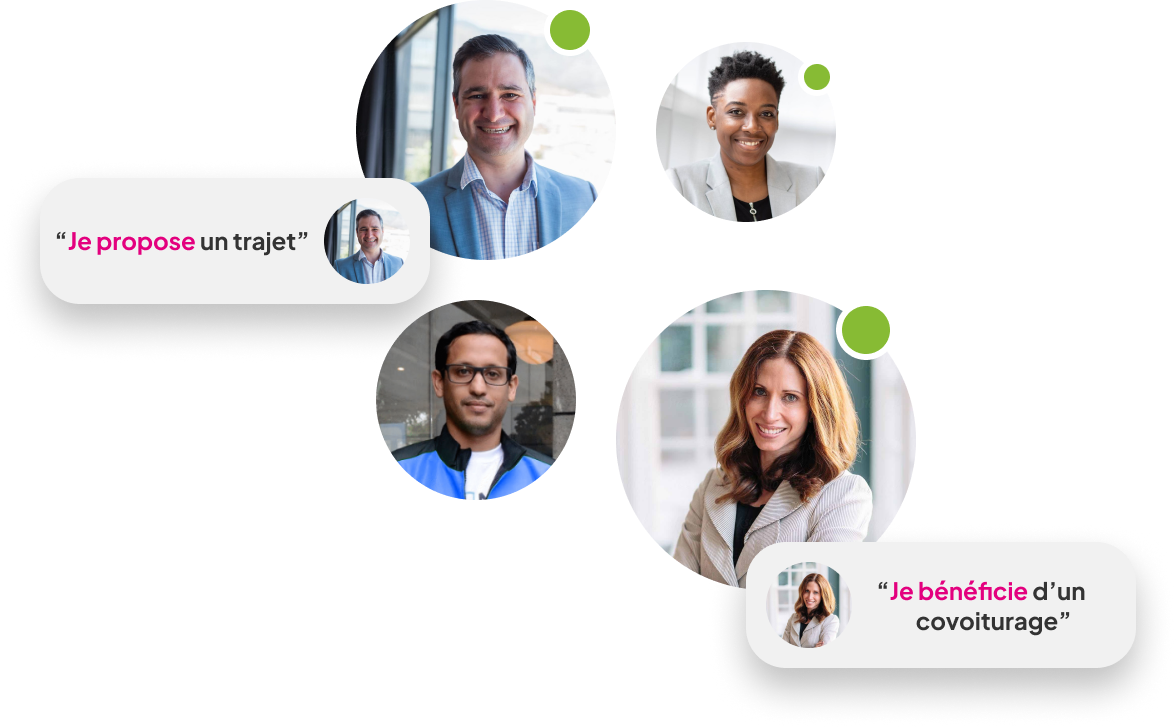 “Je propose un trajet”
“Je bénéficie d’un
covoiturage”